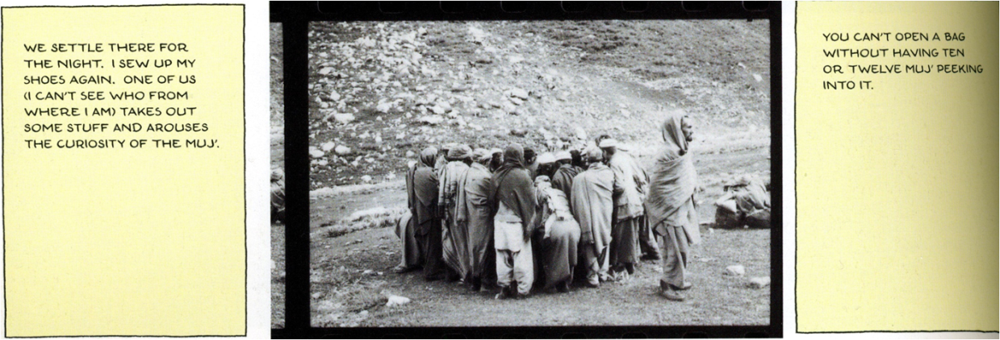 WE SETTLE THERE FOR
THE NIGHT. I SEW UP MY
SHOES AGAIN. ONE OF US
(I CAN'T SEE WHO FROM
WHERE I AM) TAKES OUT
SOME STUFF AND AROUSES
THE CURIOSITY OF THE MUJ'.
YOU CAN'T OPEN A BAG
WITHOUT HAVING TEN
OR TWELVE MUJ' PEEKING
INTO IT.